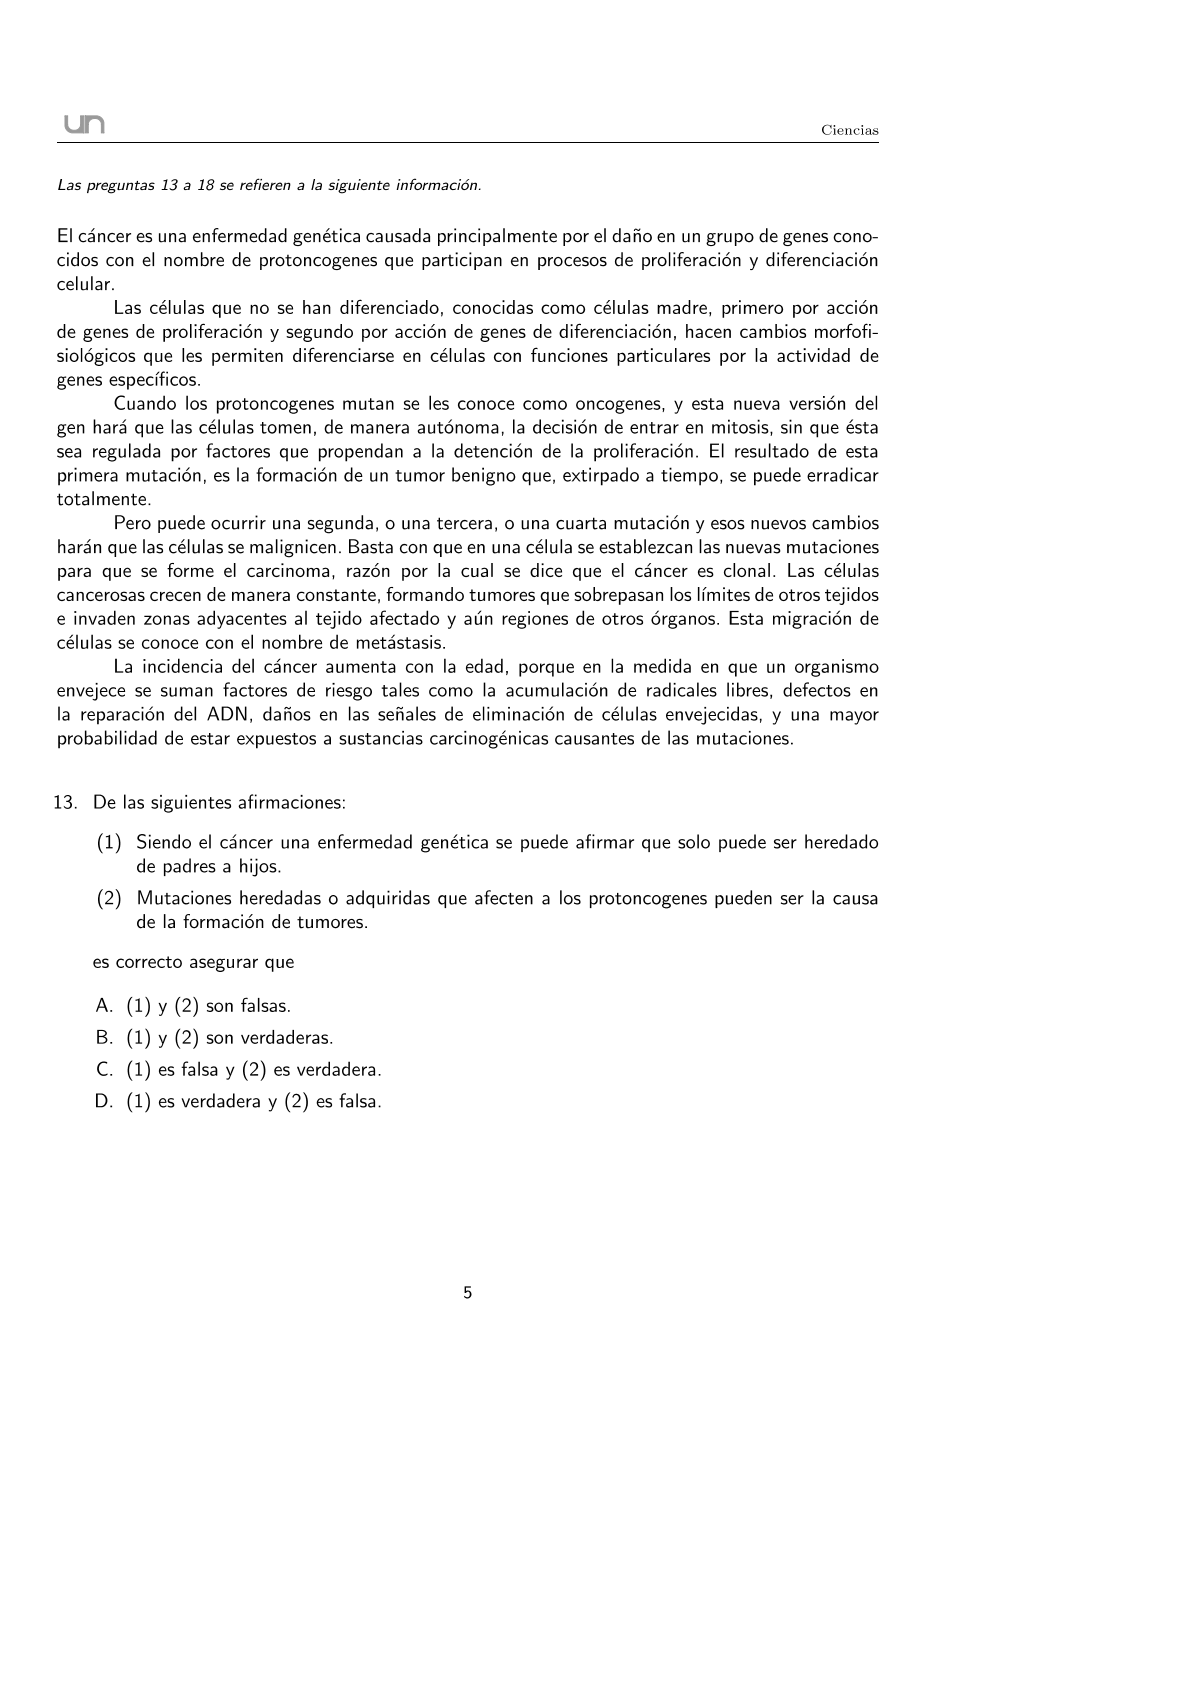 un
Ciencias
Las preguntas 13 a 18 se refieren a la siguiente información.
El cáncer es una enfermedad genética causada principalmente por el daño en un grupo de genes cono-
cidos con el nombre de protoncogenes que participan en procesos de proliferación y diferenciación
celular.
Las células que no se han diferenciado, conocidas como células madre, primero por acción
de genes de proliferación y segundo por acción de genes de diferenciación, hacen cambios morfofi-
siológicos que les permiten diferenciarse en células con funciones particulares por la actividad de
genes específicos.
Cuando los protoncogenes mutan se les conoce como oncogenes, y esta nueva versión del
gen hará que las células tomen, de manera autónoma, la decisión de entrar en mitosis, sin que ésta
sea regulada por factores que propendan a la detención de la proliferación. El resultado de esta
primera mutación, es la formación de un tumor benigno que, extirpado a tiempo, se puede erradicar
totalmente.
Pero puede ocurrir una segunda, o una tercera, o una cuarta mutación y esos nuevos cambios
harán que las células se malignicen. Basta con que en una célula se establezcan las nuevas mutaciones
para que se forme el carcinoma, razón por la cual se dice que el cáncer es clonal. Las células
cancerosas crecen de manera constante, formando tumores que sobrepasan los límites de otros tejidos
e invaden zonas adyacentes al tejido afectado y aún regiones de otros órganos. Esta migración de
células se conoce con el nombre de metástasis.
La incidencia del cáncer aumenta con la edad, porque en la medida en que un organismo
envejece se suman factores de riesgo tales como la acumulación de radicales libres, defectos en
la reparación del ADN, daños en las señales de eliminación de células envejecidas, y una mayor
probabilidad de estar expuestos a sustancias carcinogénicas causantes de las mutaciones.
13. De las siguientes afirmaciones:
(1) Siendo el cáncer una enfermedad genética se puede afirmar que solo puede ser heredado
de padres a hijos.
(2) Mutaciones heredadas o adquiridas que afecten a los protoncogenes pueden ser la causa
de la formación de tumores.
es correcto asegurar que
A. (1) y (2) son falsas.
B. (1) y (2) son verdaderas.
C. (1) es falsa y (2) es verdadera.
D. (1) es verdadera y (2) es falsa.
5